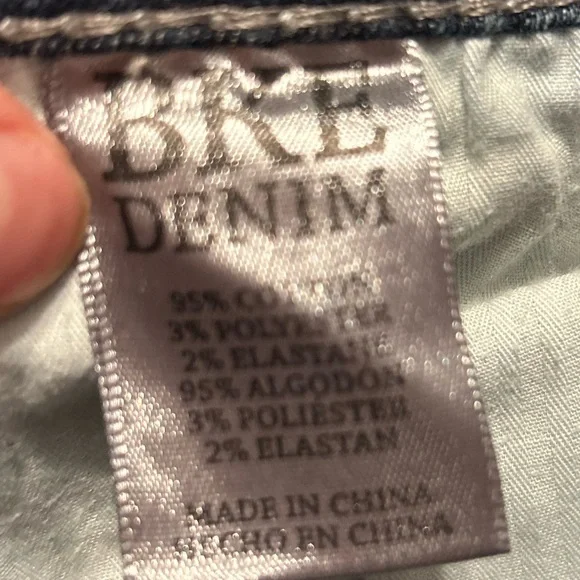 BKE
DENIM
95% COTTON
3% POLYESTER
2% ELASTANE
95% ALGODÓN
3% POLIESTER
2% ELASTAN
MADE IN CHINA
HECHO EN CHINA